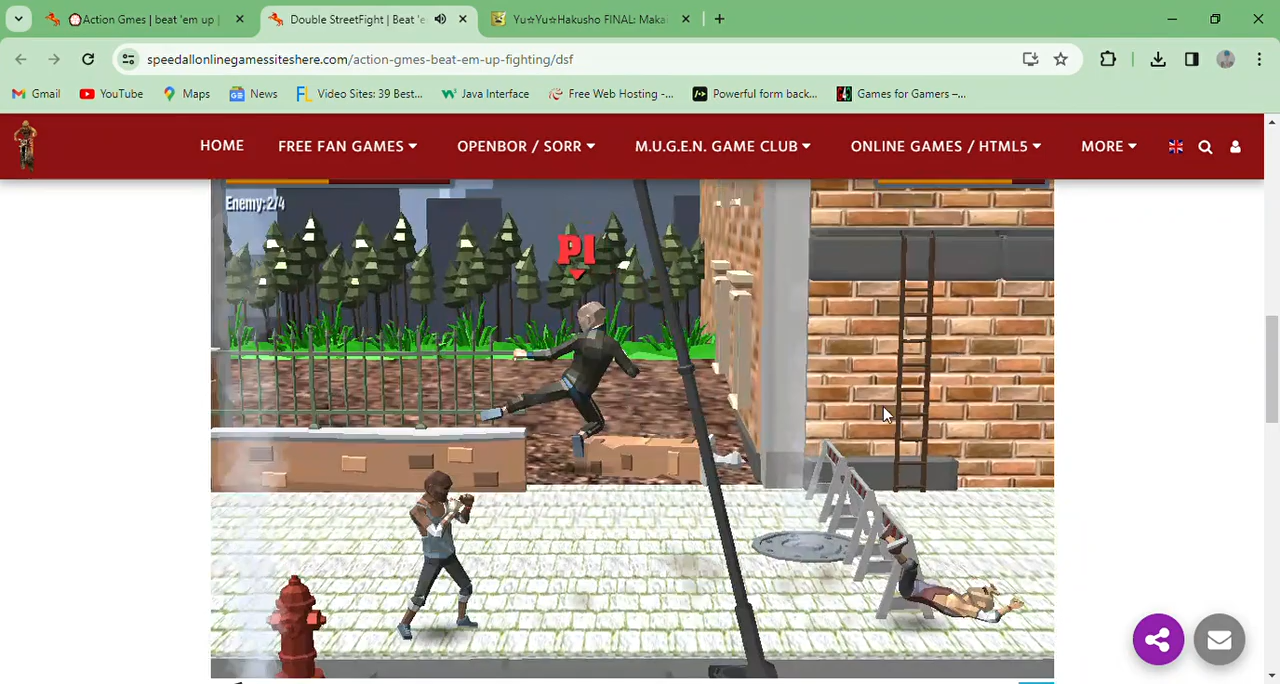 Action Gmes | beat 'em up |
Double StreetFight | Beat 'e
Yu☆Yu☆Hakusho FINAL: Makai
speedallonlinegamessiteshere.com/action-gmes-beat-em-up-fighting/dsf
Gmail
YouTube
Maps
News
Video Sites: 39 Best...
Java Interface
Free Web Hosting -...
Powerful form back...
Games for Gamers –...
HOME
FREE FAN GAMES
OPENBOR / SORR
M.U.G.E.N. GAME CLUB
ONLINE GAMES / HTML5
MORE
Enemy:2/4
P1